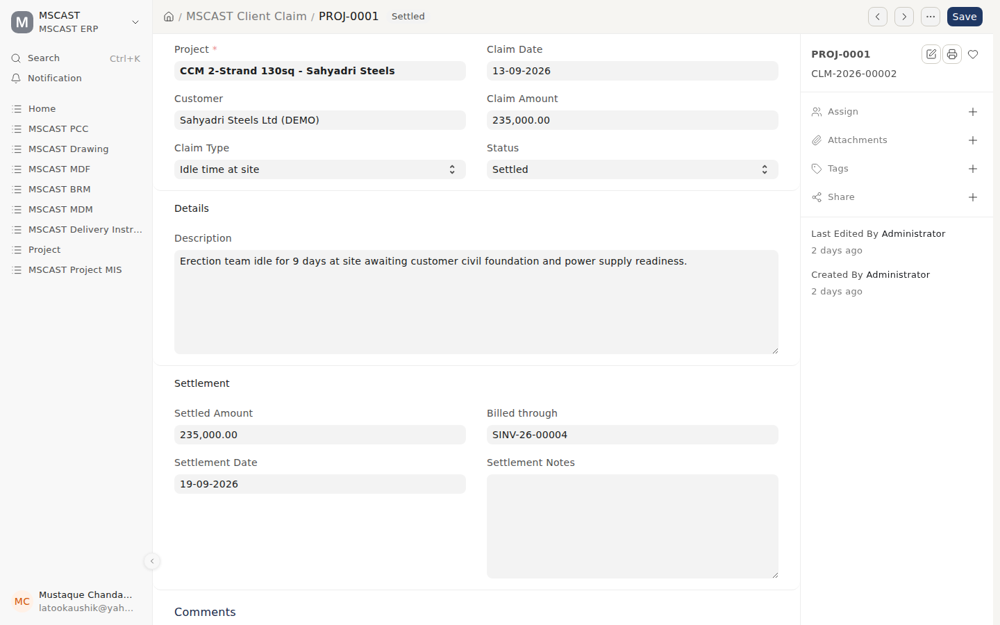 M
MSCAST
MSCAST ERP
Search
Ctrl+K
Notification
Home
MSCAST PCC
MSCAST Drawing
MSCAST MDF
MSCAST BRM
MSCAST MDM
MSCAST Delivery Instr...
Project
MSCAST Project MIS
MC
Mustaque Chanda...
latookaushik@yah...
/ MSCAST Client Claim / PROJ-0001 Settled
Save
Project *
CCM 2-Strand 130sq - Sahyadri Steels
Claim Date
13-09-2026
Customer
Sahyadri Steels Ltd (DEMO)
Claim Amount
235,000.00
Claim Type
Idle time at site
Status
Settled
Details
Description
Erection team idle for 9 days at site awaiting customer civil foundation and power supply readiness.
Settlement
Settled Amount
235,000.00
Billed through
SINV-26-00004
Settlement Date
19-09-2026
Settlement Notes
Comments
PROJ-0001
CLM-2026-00002
Assign
Attachments
Tags
Share
Last Edited By Administrator
2 days ago
Created By Administrator
2 days ago